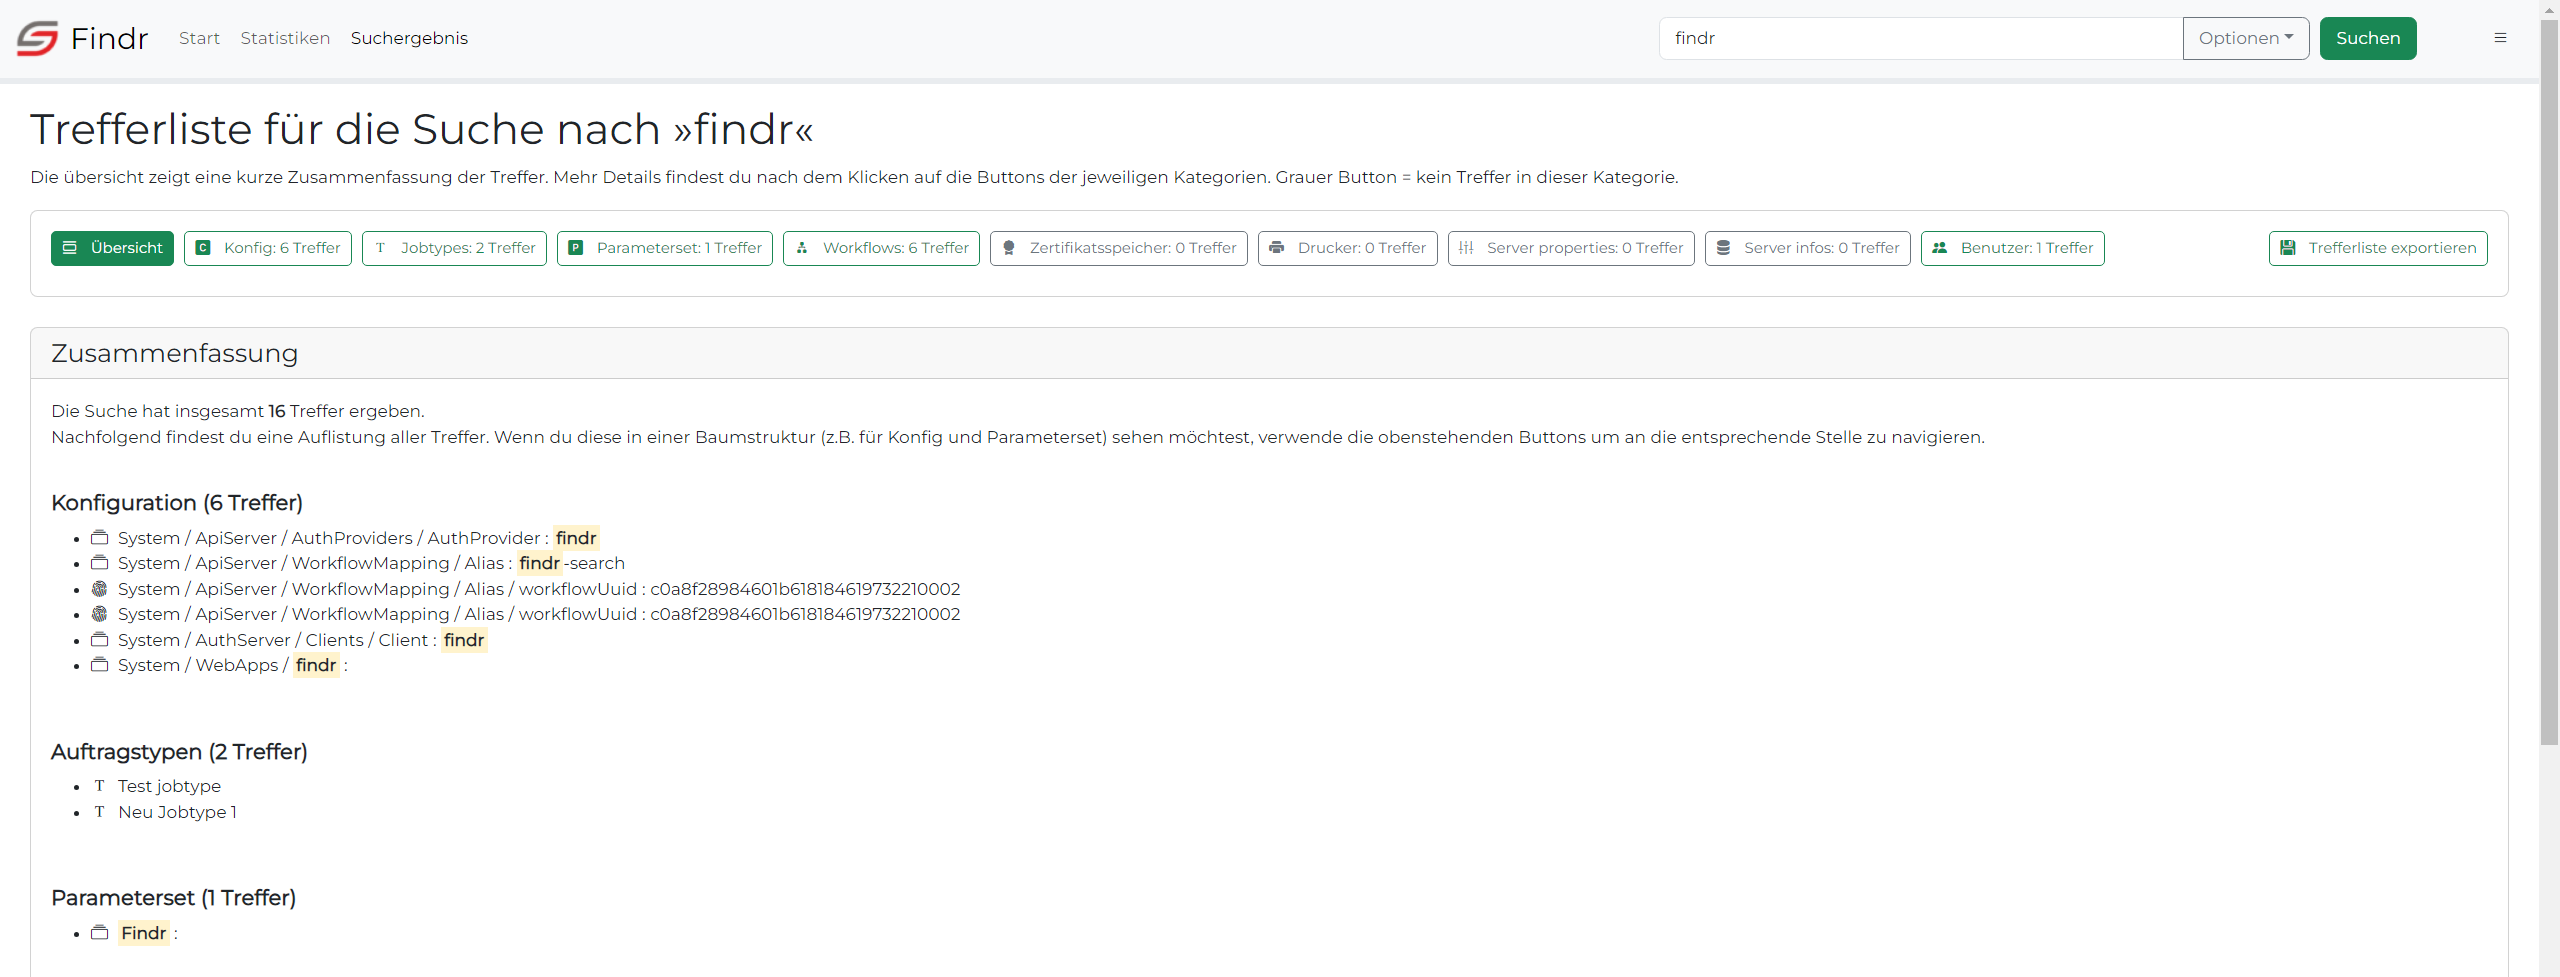 Findr Start Statistiken Suchergebnis findr Optionen Suchen
Trefferliste für die Suche nach »findr«
Die übersicht zeigt eine kurze Zusammenfassung der Treffer. Mehr Details findest du nach dem Klicken auf die Buttons der jeweiligen Kategorien. Grauer Button = kein Treffer in dieser Kategorie.
Übersicht C Konfig: 6 Treffer T Jobtypes: 2 Treffer P Parameterset: 1 Treffer Workflows: 6 Treffer Zertifikatsspeicher: 0 Treffer Drucker: 0 Treffer Server properties: 0 Treffer Server infos: 0 Treffer Benutzer: 1 Treffer Trefferliste exportieren
Zusammenfassung
Die Suche hat insgesamt 16 Treffer ergeben.
Nachfolgend findest du eine Auflistung aller Treffer. Wenn du diese in einer Baumstruktur (z.B. für Konfig und Parameterset) sehen möchtest, verwende die obenstehenden Buttons um an die entsprechende Stelle zu navigieren.
Konfiguration (6 Treffer)
System / ApiServer / AuthProviders / AuthProvider : findr
System / ApiServer / WorkflowMapping / Alias : findr-search
System / ApiServer / WorkflowMapping / Alias / workflowUuid : c0a8f28984601b618184619732210002
System / ApiServer / WorkflowMapping / Alias / workflowUuid : c0a8f28984601b618184619732210002
System / AuthServer / Clients / Client : findr
System / WebApps / findr :
Auftragstypen (2 Treffer)
T Test jobtype
T Neu Jobtype 1
Parameterset (1 Treffer)
Findr :